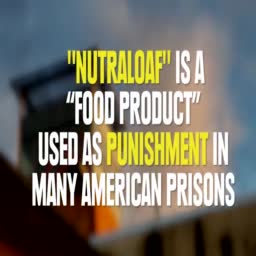 "NUTRALOAF" IS A
“FOOD PRODUCT”
USED AS PUNISHMENT IN
MANY AMERICAN PRISONS